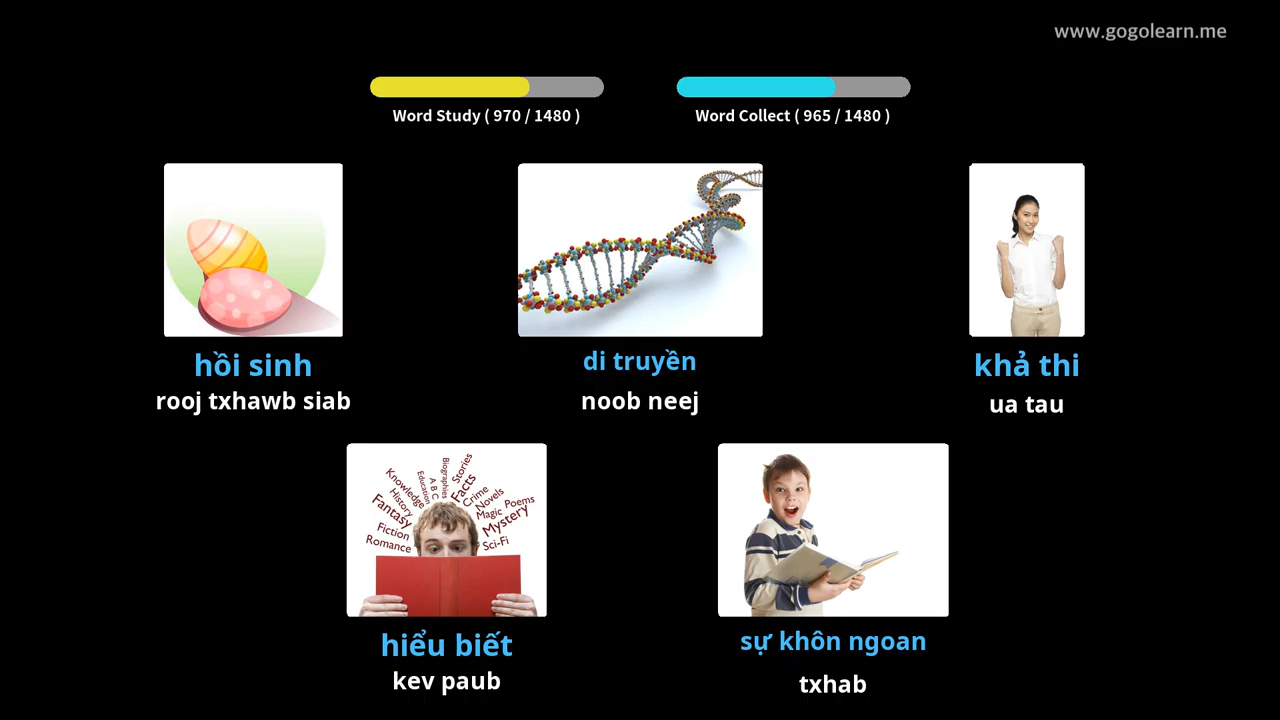 www.gogolearn.me
Word Study ( 970 / 1480 )
Word Collect ( 965 / 1480 )
hồi sinh
rooj txhawb siab
di truyền
noob neej
khả thi
ua tau
Knowledge
History
Fantasy
Fiction
Romance
Education
A B C
Biographies
Stories
Facts
Crime
Novels
Magic
Poems
Mystery
Sci-Fi
hiểu biết
kev paub
sự khôn ngoan
txhab